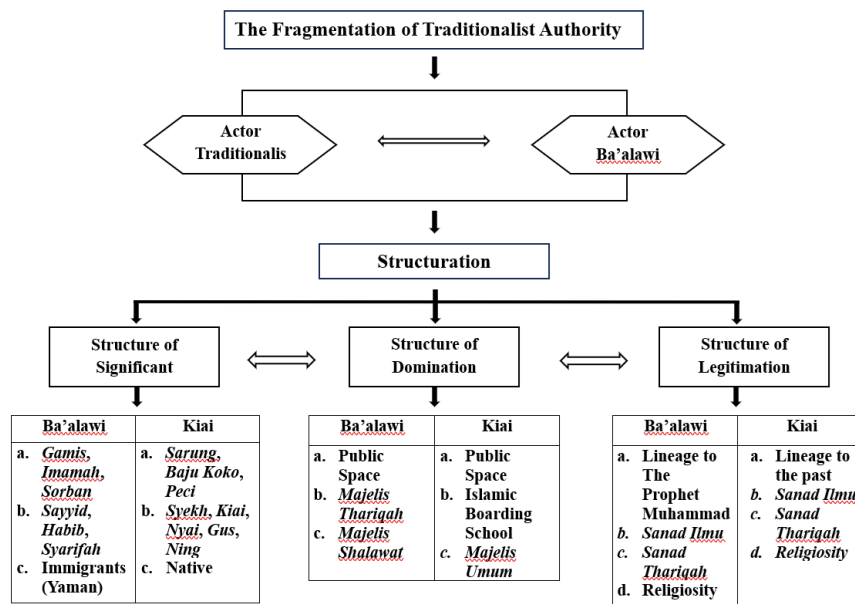 The Fragmentation of Traditionalist Authority
Actor
Traditionalis
Actor
Ba'alawi
Structuration
Structure of
Significant
Structure of
Domination
Structure of
Legitimation
Ba'alawi
a. Gamis,
Imamah,
Sorban
b. Sayyid,
Habib,
Syarifah
c. Immigrants
(Yaman)
Kiai
a. Sarung,
Baju Koko,
Peci
b. Syekh, Kiai,
Nyai, Gus,
Ning
c. Native
Ba'alawi
a. Public
Space
b. Majelis
Thariqah
c. Majelis
Shalawat
Kiai
a. Public
Space
b. Islamic
Boarding
School
c. Majelis
Umum
Ba'alawi
a. Lineage to
The
Prophet
Muhammad
b. Sanad Ilmu
c. Sanad
Thariqah
d. Religiosity
Kiai
a. Lineage to
the past
b. Sanad Ilmu
c. Sanad
Thariqah
d. Religiosity